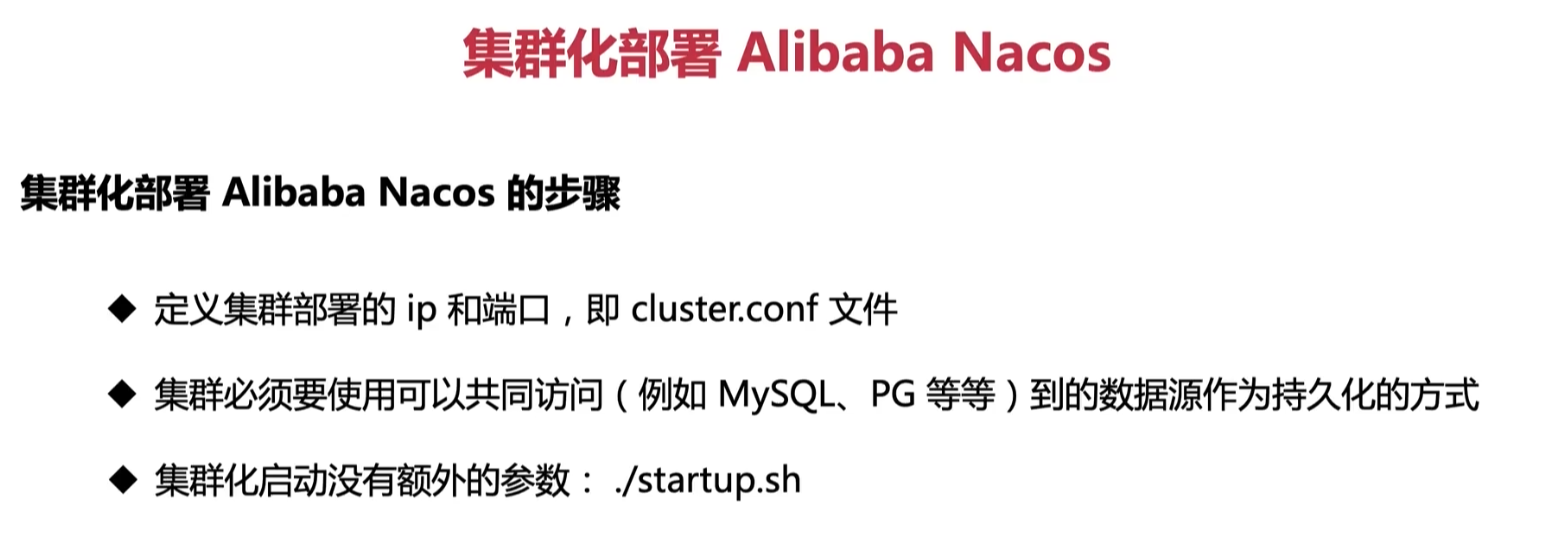 集群化部署 Alibaba Nacos
集群化部署 Alibaba Nacos 的步骤
◆ 定义集群部署的 ip 和端口，即 cluster.conf 文件
◆ 集群必须要使用可以共同访问（例如 MySQL、PG 等等）到的数据源作为持久化的方式
◆ 集群化启动没有额外的参数： ./startup.sh